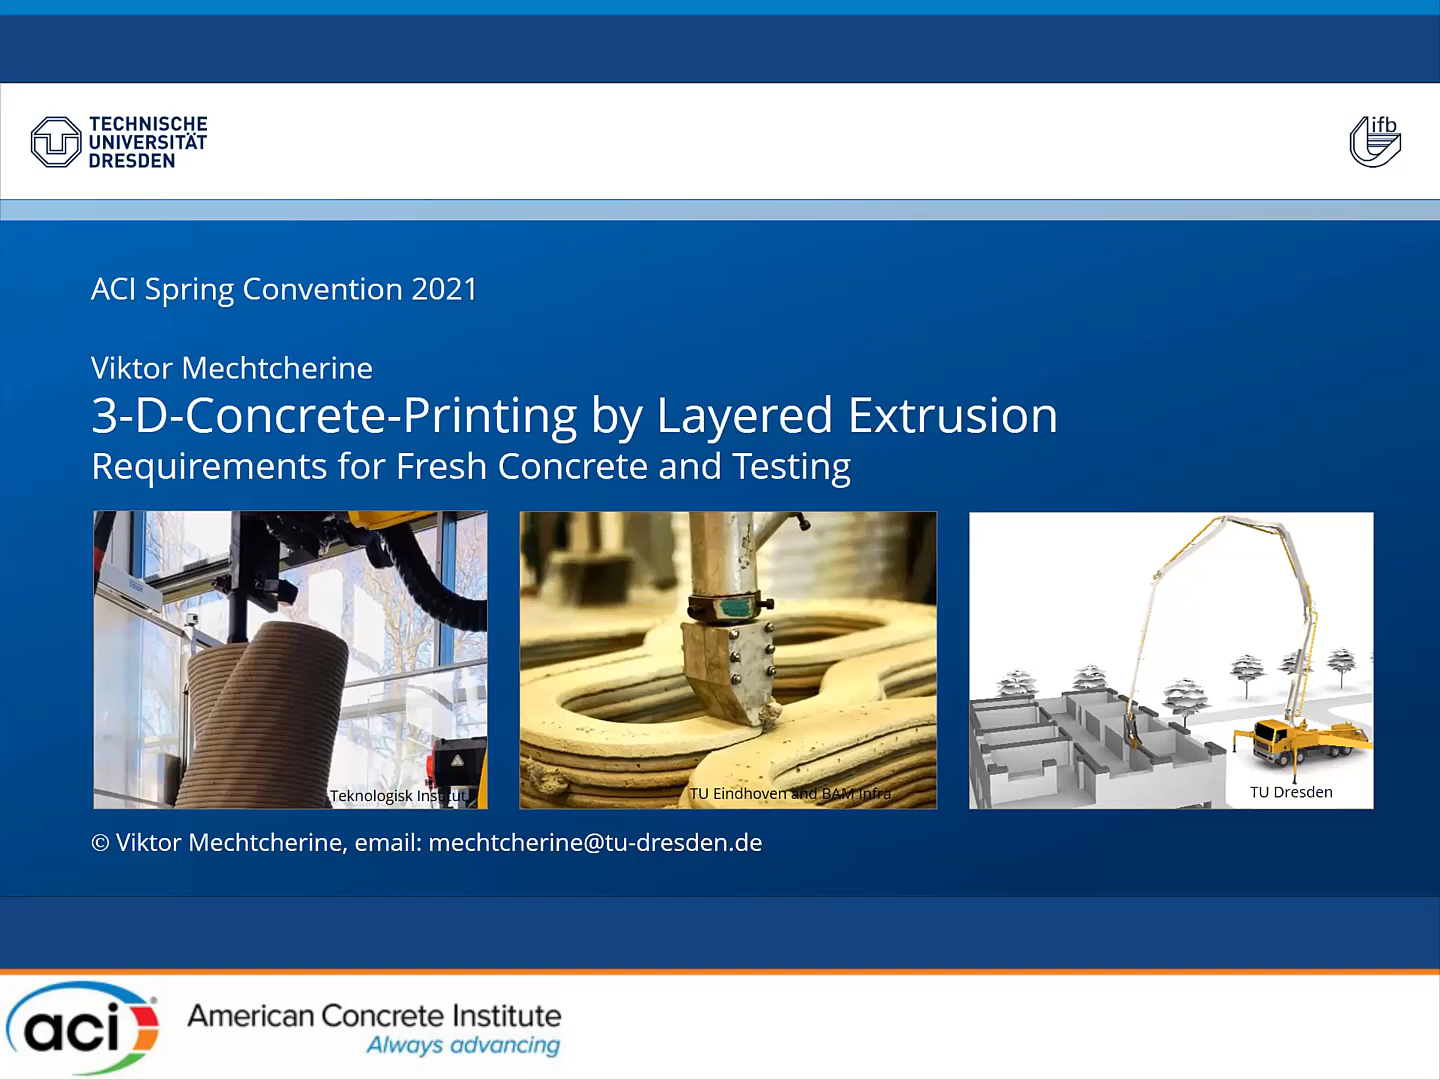 TECHNISCHE
UNIVERSITÄT
DRESDEN
ifb
ACI Spring Convention 2021
Viktor Mechtcherine
3-D-Concrete-Printing by Layered Extrusion
Requirements for Fresh Concrete and Testing
Teknologisk Institut
TU Eindhoven and BAM Infra
TU Dresden
© Viktor Mechtcherine, email: mechtcherine@tu-dresden.de
aci®
American Concrete Institute
Always advancing